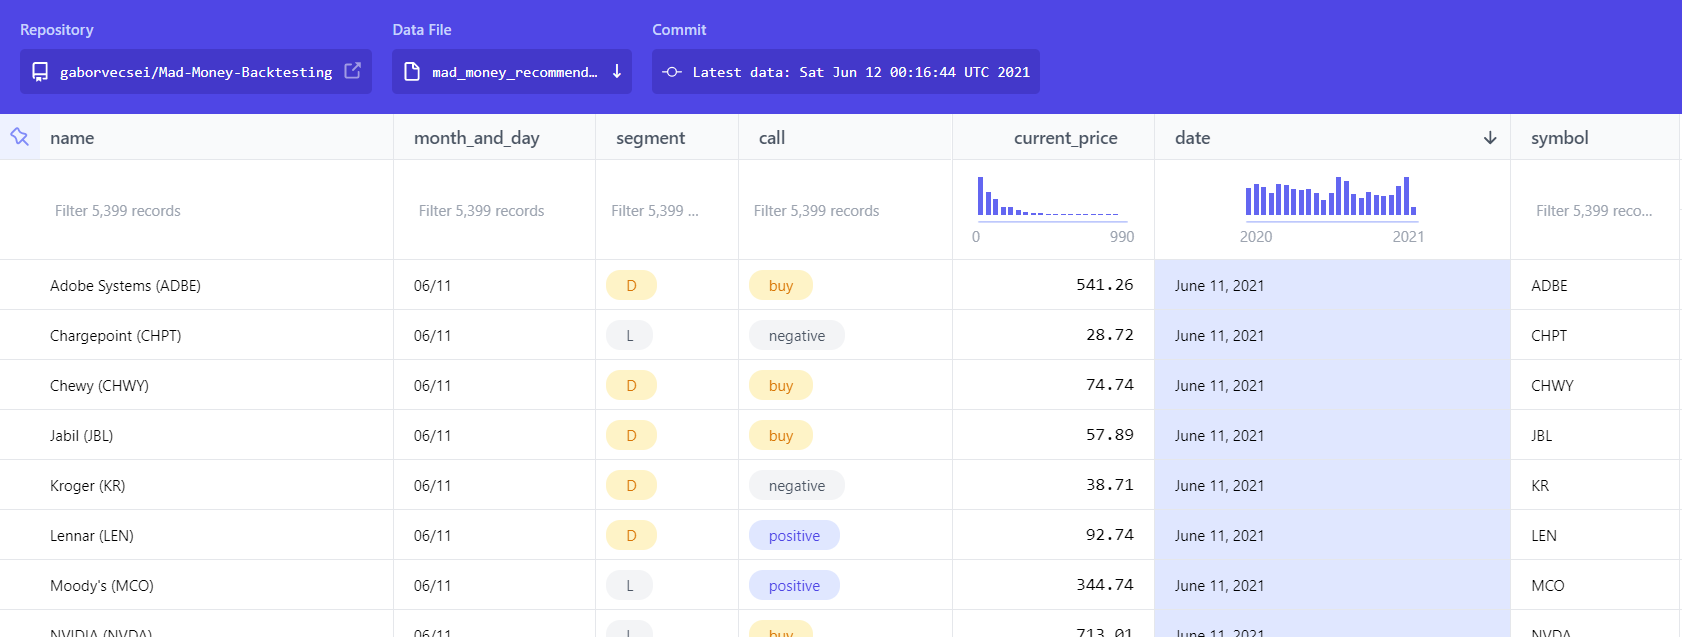 Repository Data File Commit
gaborvecsei/Mad-Money-Backtesting mad_money_recommend… Latest data: Sat Jun 12 00:16:44 UTC 2021
name month_and_day segment call current_price date symbol
Filter 5,399 records Filter 5,399 records Filter 5,399 ... Filter 5,399 records 0 990 2020 2021 Filter 5,399 reco...
Adobe Systems (ADBE) 06/11 D buy 541.26 June 11, 2021 ADBE
Chargepoint (CHPT) 06/11 L negative 28.72 June 11, 2021 CHPT
Chewy (CHWY) 06/11 D buy 74.74 June 11, 2021 CHWY
Jabil (JBL) 06/11 D buy 57.89 June 11, 2021 JBL
Kroger (KR) 06/11 D negative 38.71 June 11, 2021 KR
Lennar (LEN) 06/11 D positive 92.74 June 11, 2021 LEN
Moody's (MCO) 06/11 L positive 344.74 June 11, 2021 MCO
NVIDIA (NVDA) 06/11 L buy 713.01 June 11, 2021 NVDA